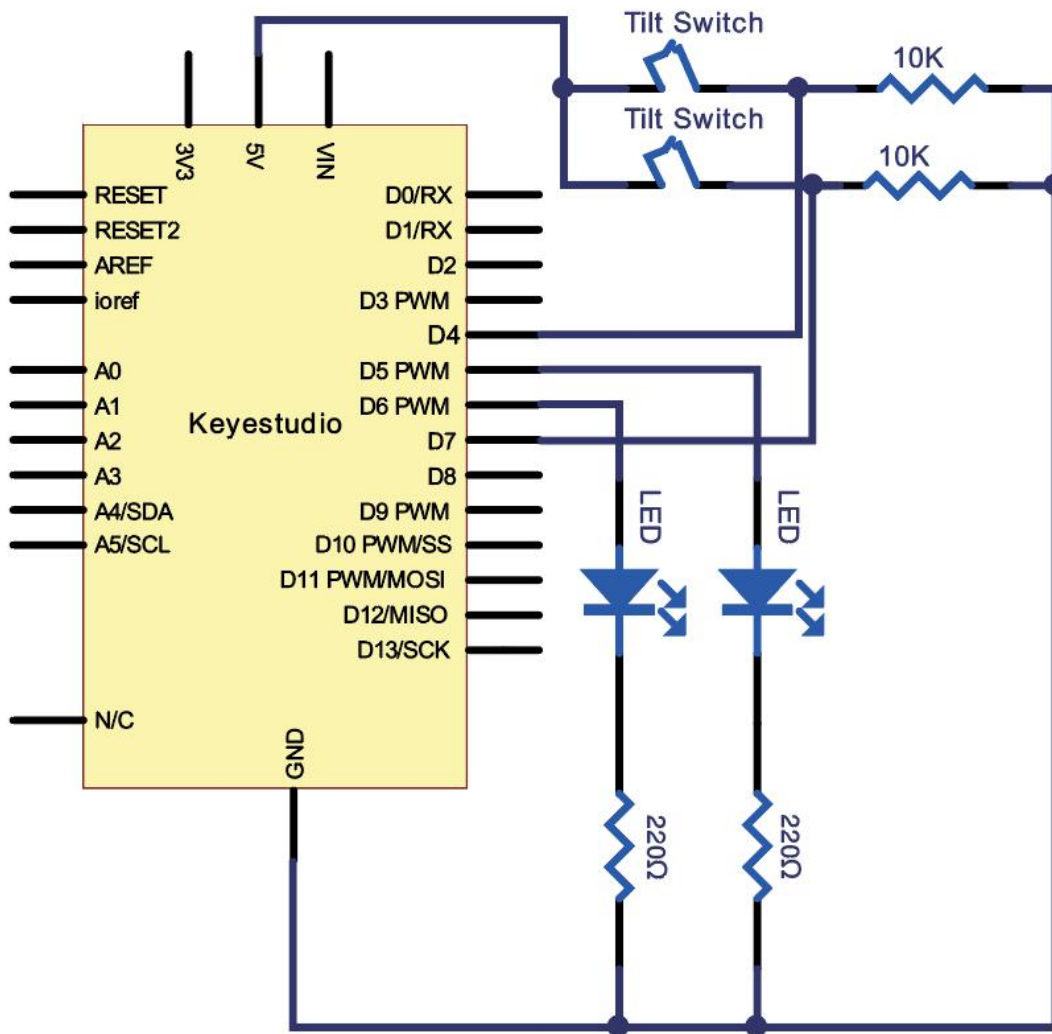 Tilt Switch
10K
Tilt Switch
10K
3V3
5V
VIN
RESET
RESET2
AREF
ioref
A0
A1
A2
A3
A4/SDA
A5/SCL
N/C
Keyestudio
D0/RX
D1/RX
D2
D3 PWM
D4
D5 PWM
D6 PWM
D7
D8
D9 PWM
D10 PWM/SS
D11 PWM/MOSI
D12/MISO
D13/SCK
GND
LED
LED
220Ω
220Ω